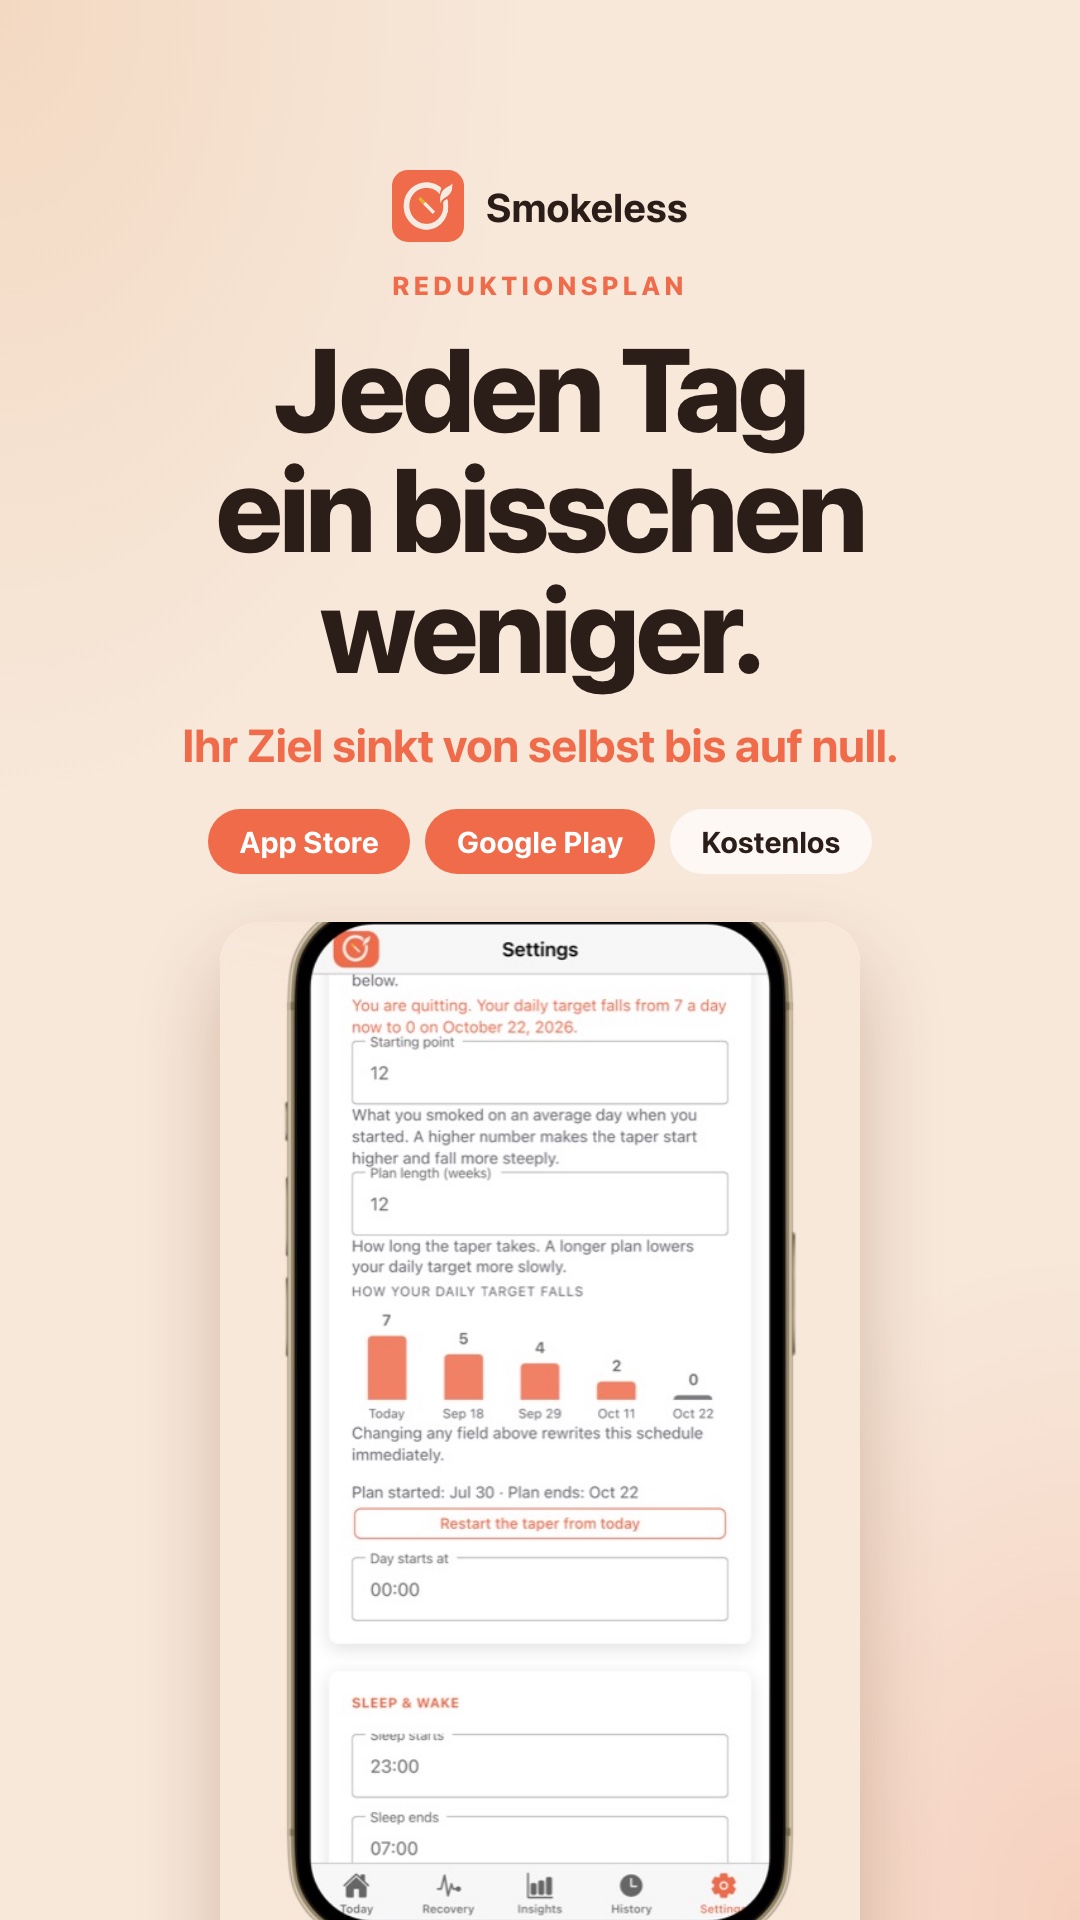 Smokeless
REDUKTIONSPLAN
Jeden Tag
ein bisschen
weniger.
Ihr Ziel sinkt von selbst bis auf null.
App Store
Google Play
Kostenlos
Settings
below.
You are quitting. Your daily target falls from 7 a day
now to 0 on October 22, 2026.
Starting point
12
What you smoked on an average day when you
started. A higher number makes the taper start
higher and fall more steeply.
Plan length (weeks)
12
How long the taper takes. A longer plan lowers
your daily target more slowly.
HOW YOUR DAILY TARGET FALLS
7
5
4
2
0
Today
Sep 18
Sep 29
Oct 11
Oct 22
Changing any field above rewrites this schedule
immediately.
Plan started: Jul 30 · Plan ends: Oct 22
Restart the taper from today
Day starts at
00:00
SLEEP & WAKE
Sleep starts
23:00
Sleep ends
07:00
Today
Recovery
Insights
History
Settings